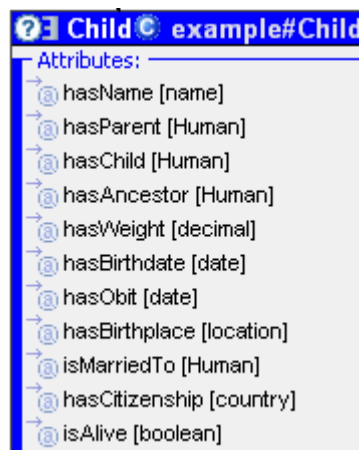 Child© example#Child
Attributes:
hasName [name]
hasParent [Human]
hasChild [Human]
hasAncestor [Human]
hasWeight [decimal]
hasBirthdate [date]
hasObit [date]
hasBirthplace [location]
isMarriedTo [Human]
hasCitizenship [country]
isAlive [boolean]